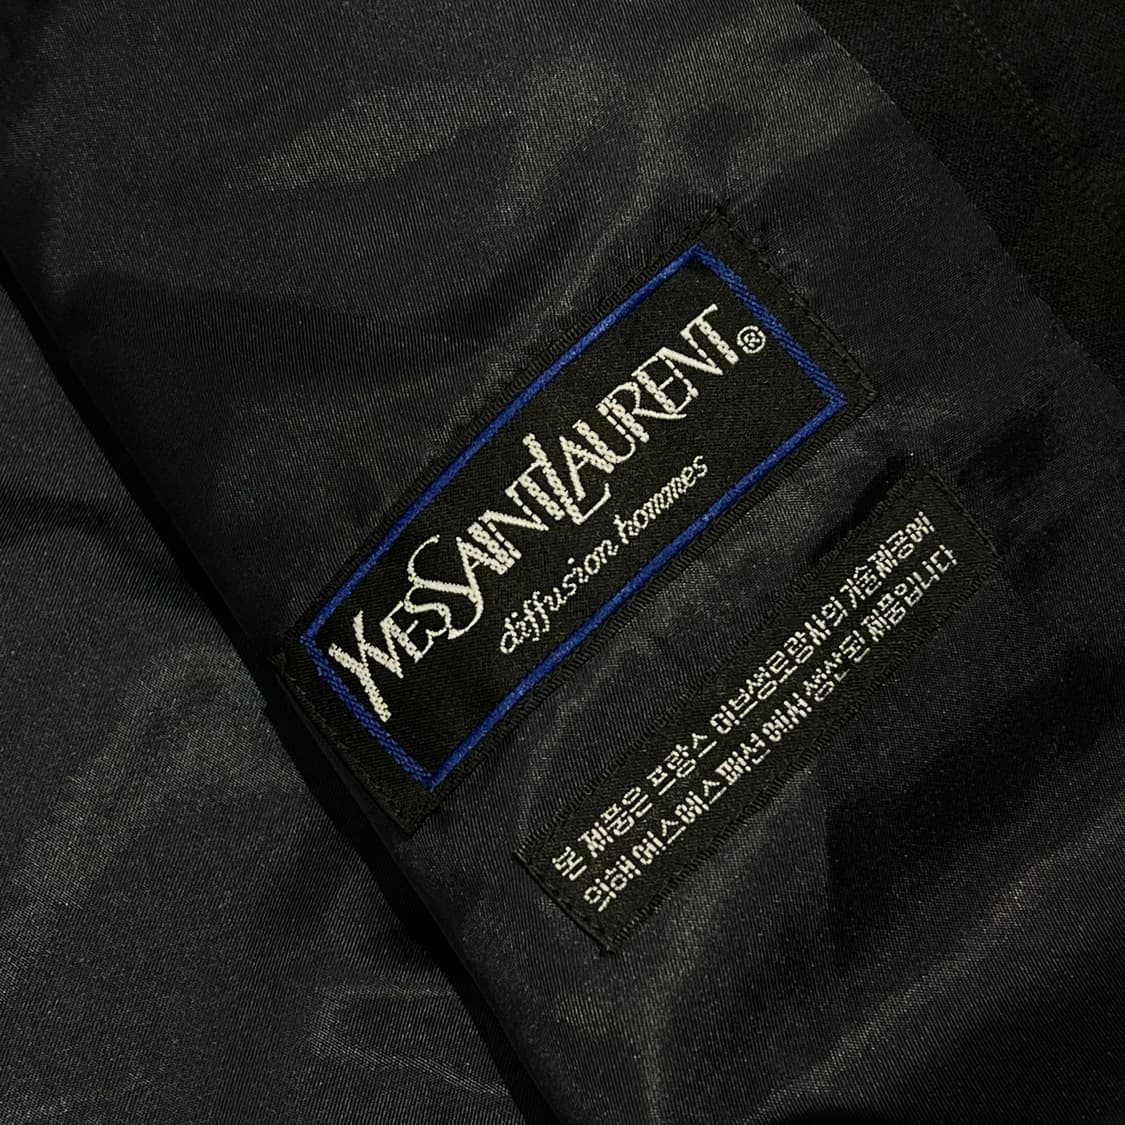 YVESSAINTLAURENT®
diffusion hommes
본 제품은 프랑스 이브생로랑사의 기술제공에
의해 에스에스패션 에써 생산된 제품입니다